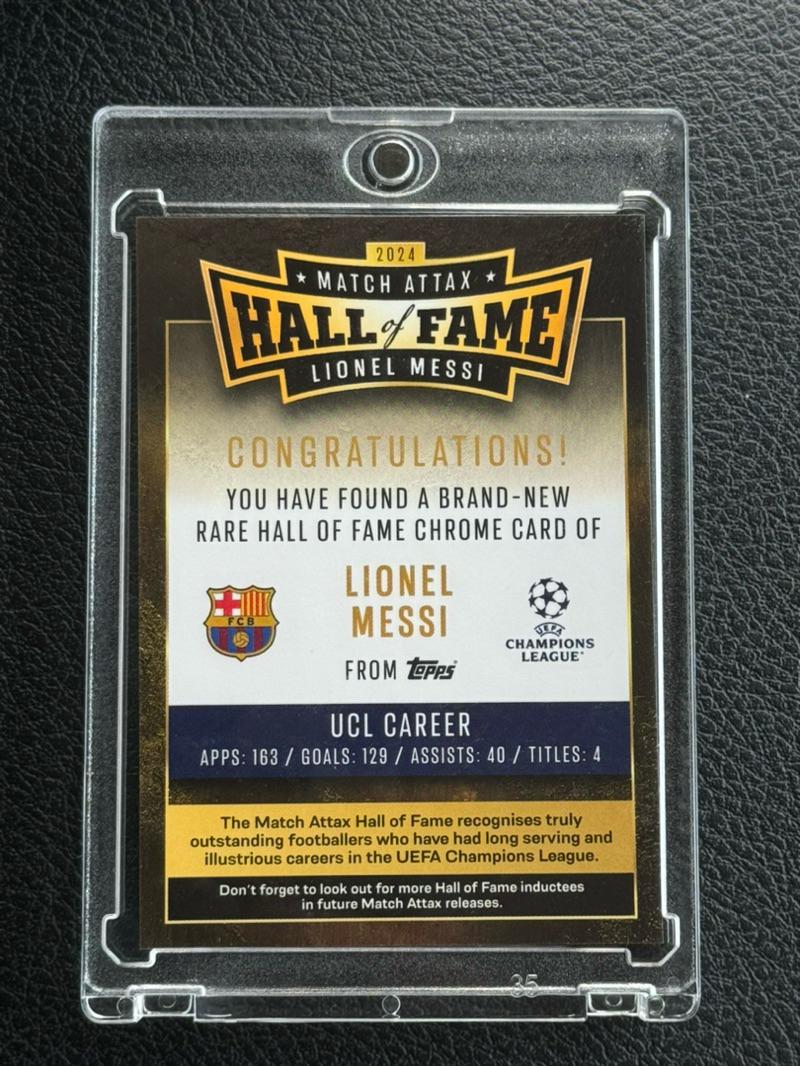 2024
★ MATCH ATTAX ★
HALL of FAME
LIONEL MESSI
CONGRATULATIONS!
YOU HAVE FOUND A BRAND-NEW
RARE HALL OF FAME CHROME CARD OF
LIONEL
MESSI
FCB
UEFA
CHAMPIONS
LEAGUE®
FROM Topps®
UCL CAREER
APPS: 163 / GOALS: 129 / ASSISTS: 40 / TITLES: 4
The Match Attax Hall of Fame recognises truly
outstanding footballers who have had long serving and
illustrious careers in the UEFA Champions League.
Don't forget to look out for more Hall of Fame inductees
in future Match Attax releases.
35